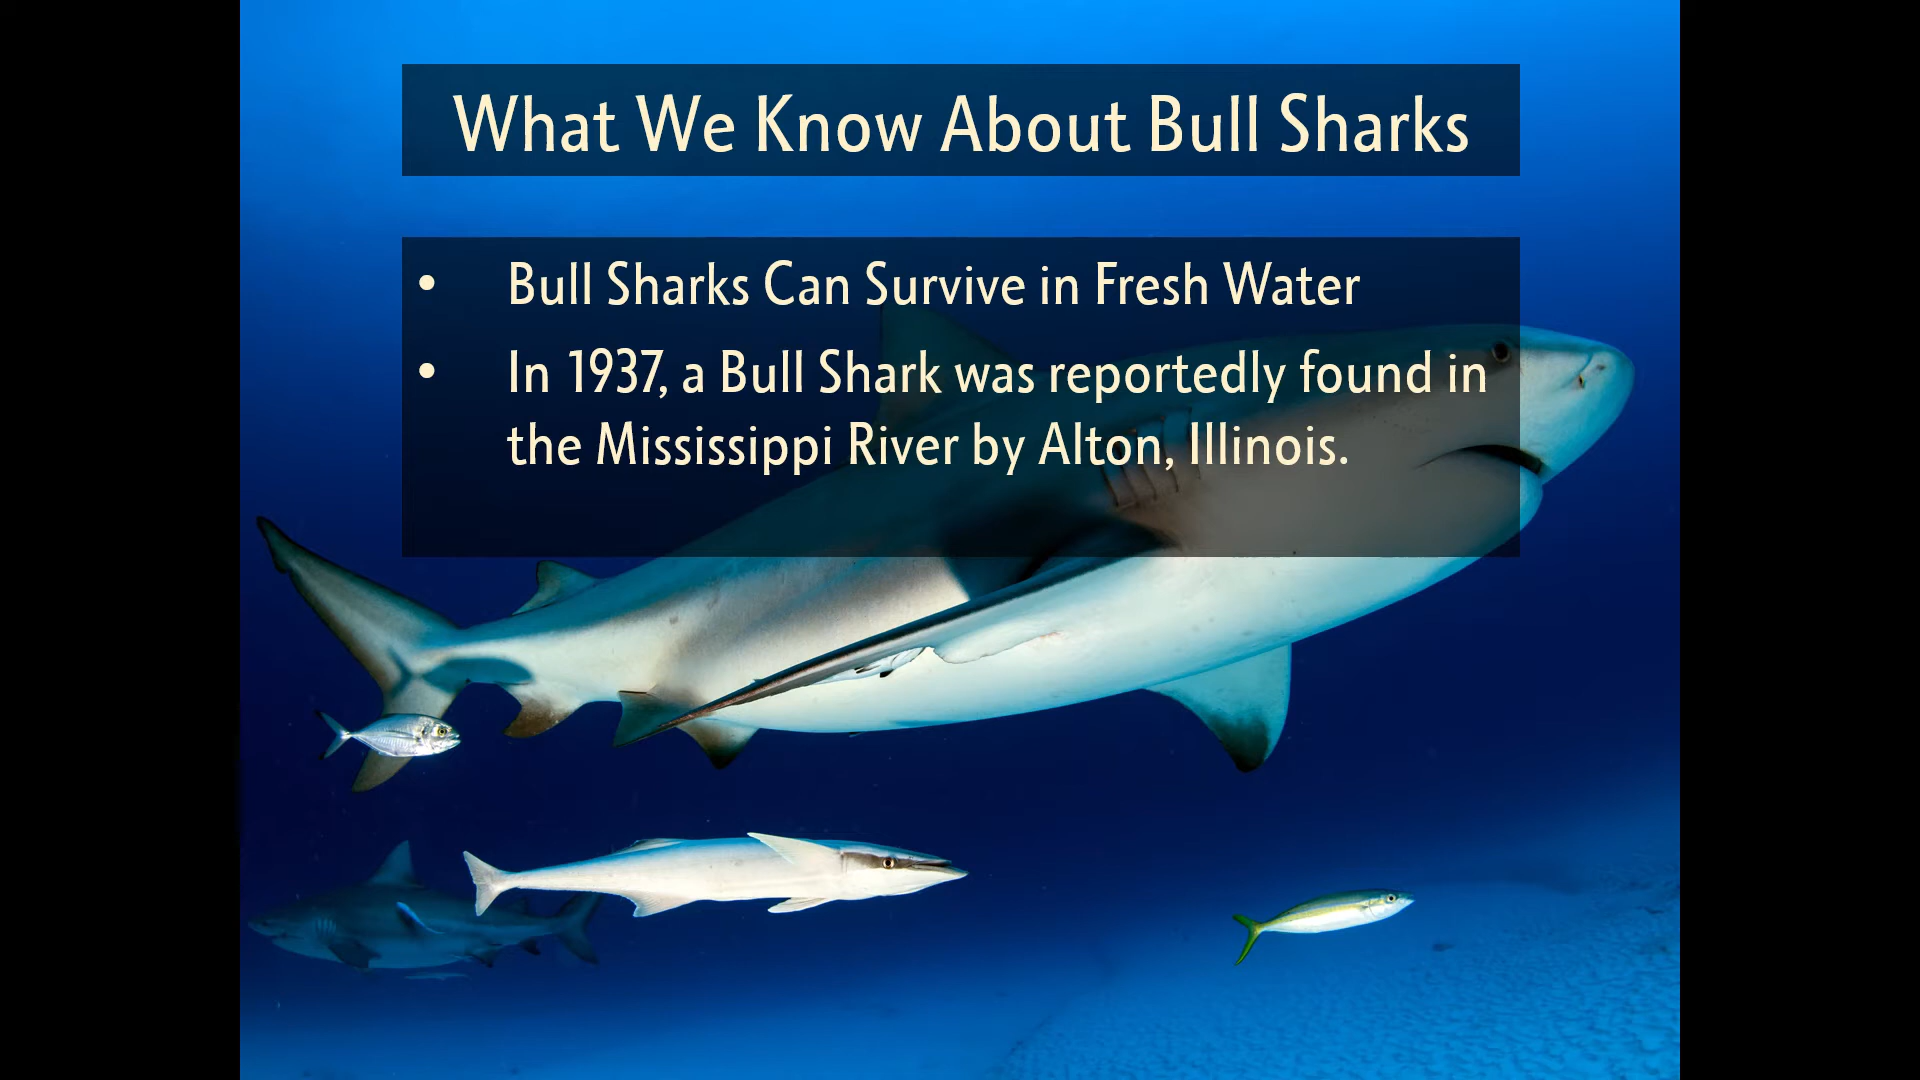 What We Know About Bull Sharks
• Bull Sharks Can Survive in Fresh Water
• In 1937, a Bull Shark was reportedly found in
the Mississippi River by Alton, Illinois.